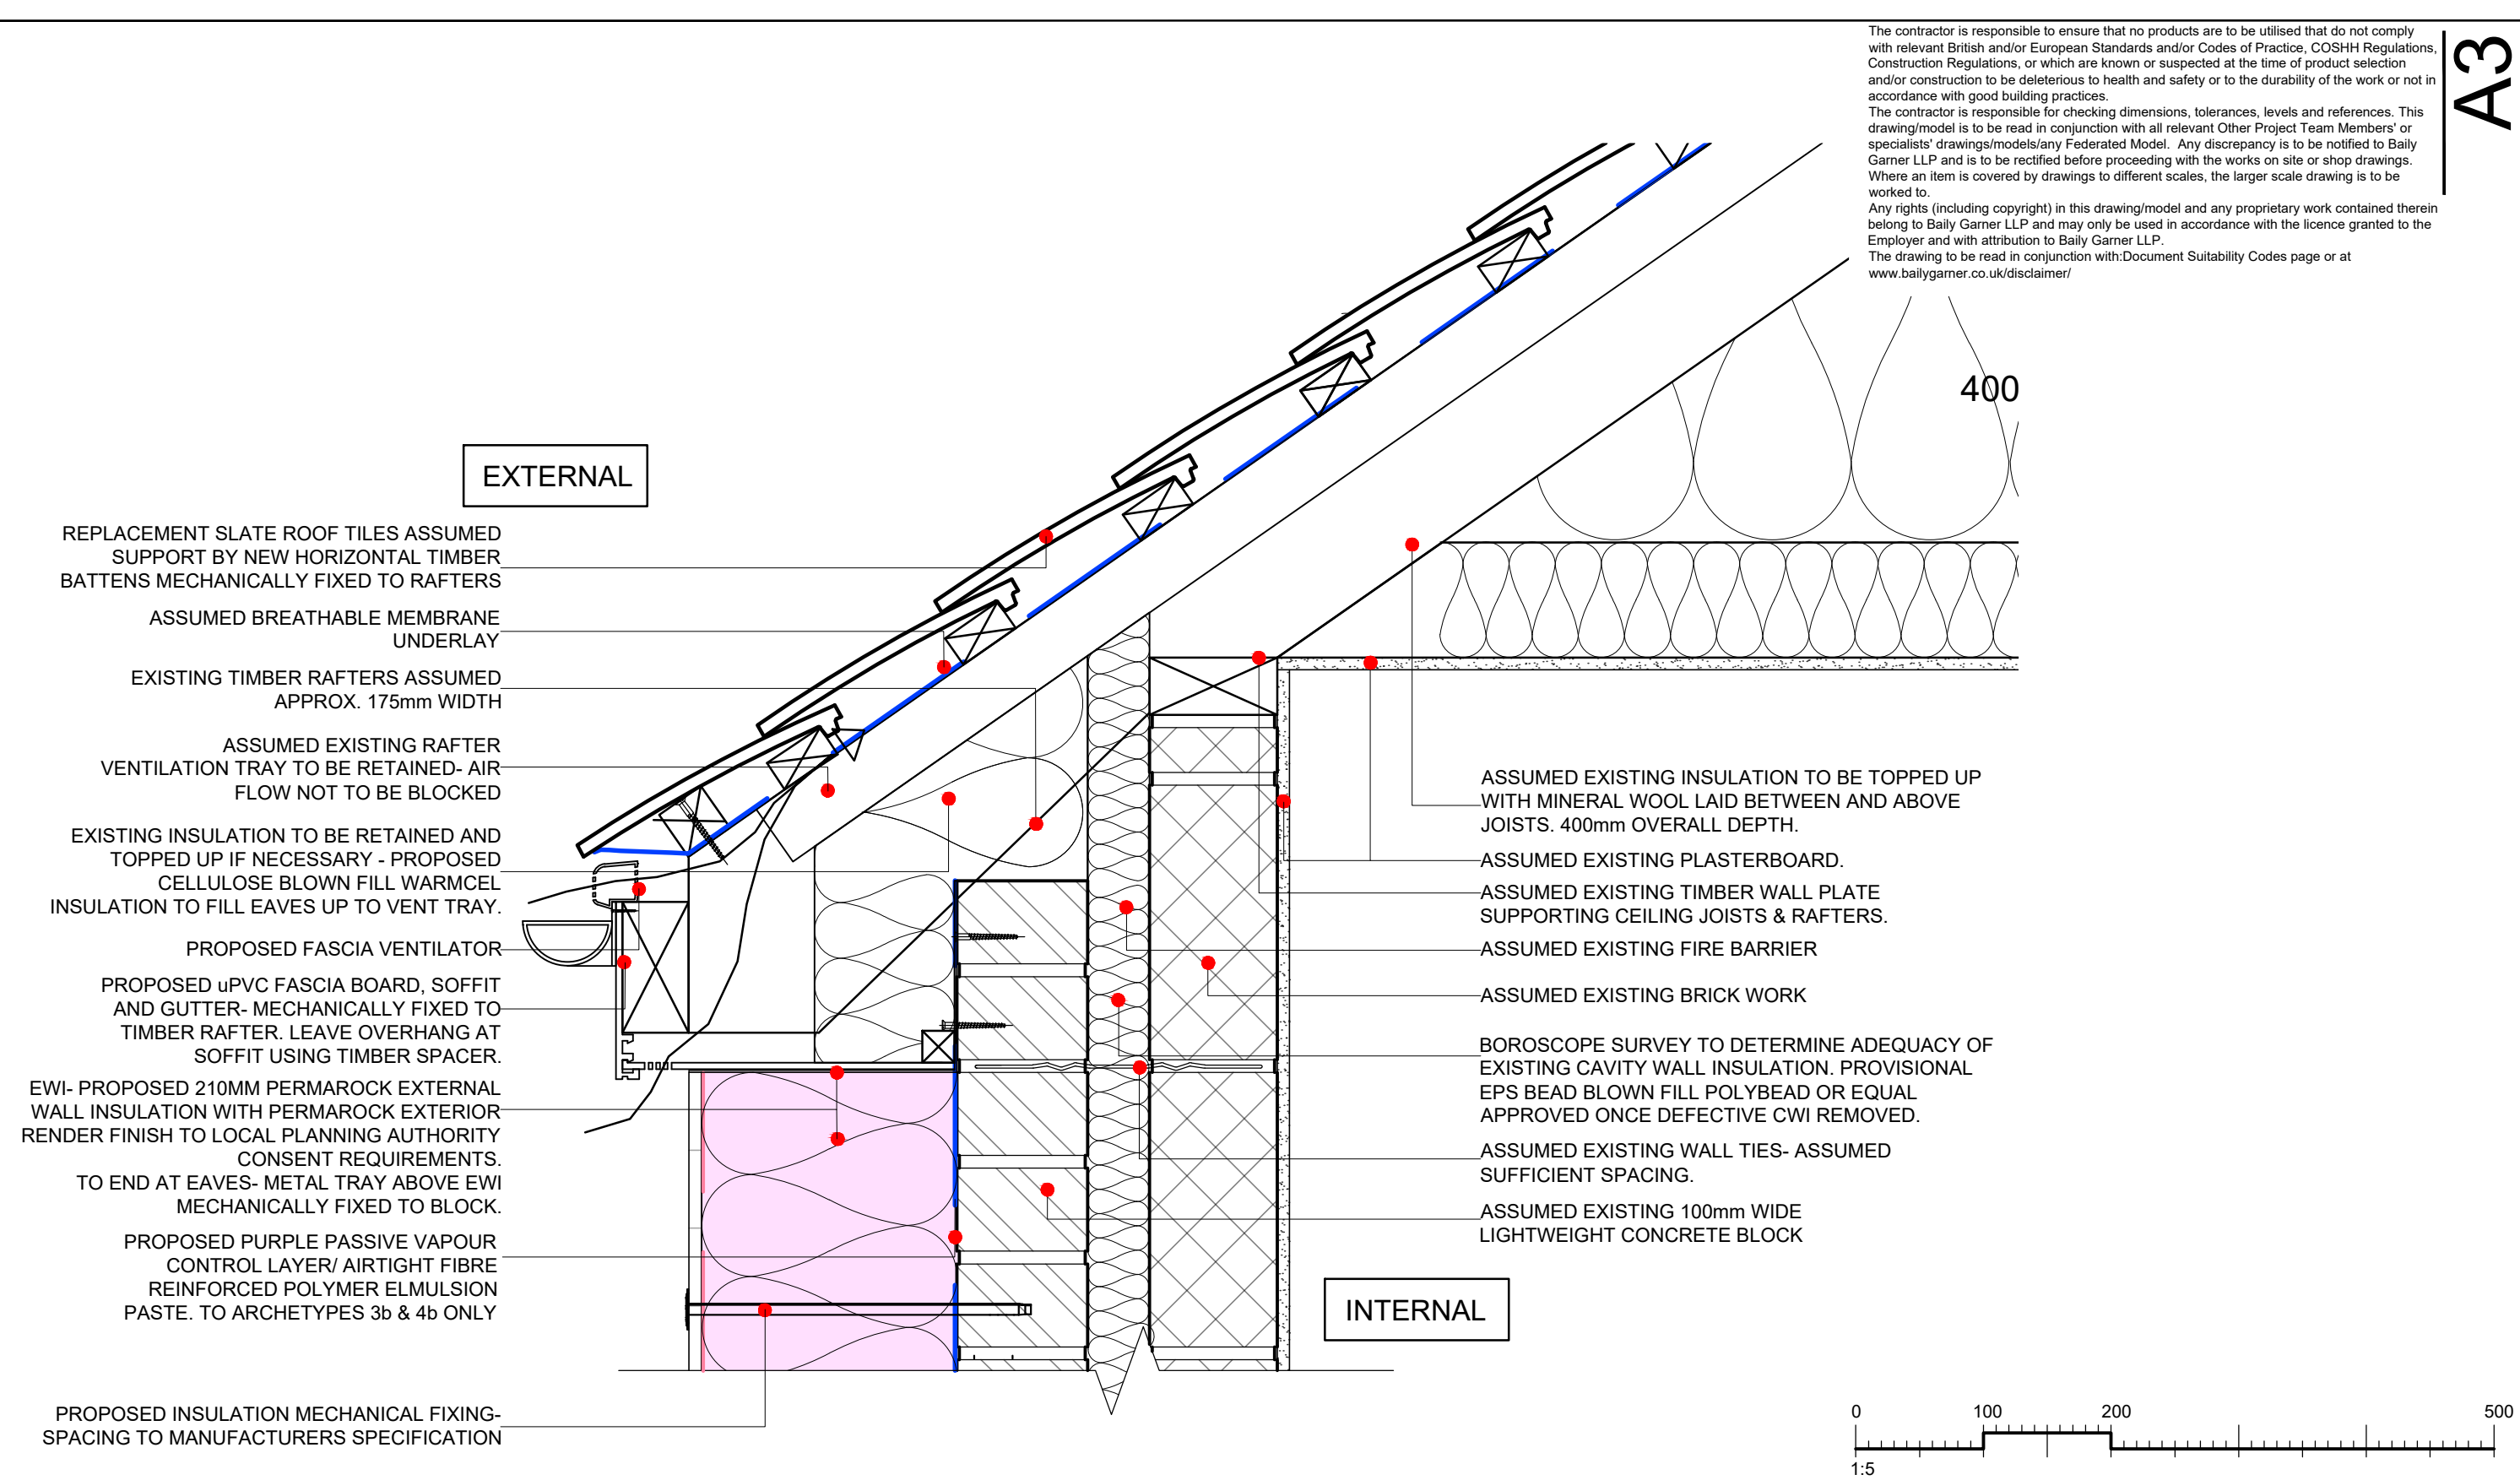 The contractor is responsible to ensure that no products are to be utilised that do not comply
with relevant British and/or European Standards and/or Codes of Practice, COSHH Regulations,
Construction Regulations, or which are known or suspected at the time of product selection
and/or construction to be deleterious to health and safety or to the durability of the work or not in
accordance with good building practices.
The contractor is responsible for checking dimensions, tolerances, levels and references. This
drawing/model is to be read in conjunction with all relevant Other Project Team Members' or
specialists' drawings/models/any Federated Model. Any discrepancy is to be notified to Baily
Garner LLP and is to be rectified before proceeding with the works on site or shop drawings.
Where an item is covered by drawings to different scales, the larger scale drawing is to be
worked to.
Any rights (including copyright) in this drawing/model and any proprietary work contained therein
belong to Baily Garner LLP and may only be used in accordance with the licence granted to the
Employer and with attribution to Baily Garner LLP.
The drawing to be read in conjunction with:Document Suitability Codes page or at
www.bailygarner.co.uk/disclaimer/
A3
400
EXTERNAL
REPLACEMENT SLATE ROOF TILES ASSUMED
SUPPORT BY NEW HORIZONTAL TIMBER
BATTENS MECHANICALLY FIXED TO RAFTERS
ASSUMED BREATHABLE MEMBRANE
UNDERLAY
EXISTING TIMBER RAFTERS ASSUMED
APPROX. 175mm WIDTH
ASSUMED EXISTING RAFTER
VENTILATION TRAY TO BE RETAINED- AIR
FLOW NOT TO BE BLOCKED
EXISTING INSULATION TO BE RETAINED AND
TOPPED UP IF NECESSARY - PROPOSED
CELLULOSE BLOWN FILL WARMCEL
INSULATION TO FILL EAVES UP TO VENT TRAY.
PROPOSED FASCIA VENTILATOR
PROPOSED uPVC FASCIA BOARD, SOFFIT
AND GUTTER- MECHANICALLY FIXED TO
TIMBER RAFTER. LEAVE OVERHANG AT
SOFFIT USING TIMBER SPACER.
EWI- PROPOSED 210MM PERMAROCK EXTERNAL
WALL INSULATION WITH PERMAROCK EXTERIOR
RENDER FINISH TO LOCAL PLANNING AUTHORITY
CONSENT REQUIREMENTS.
TO END AT EAVES- METAL TRAY ABOVE EWI
MECHANICALLY FIXED TO BLOCK.
PROPOSED PURPLE PASSIVE VAPOUR
CONTROL LAYER/ AIRTIGHT FIBRE
REINFORCED POLYMER ELMULSION
PASTE. TO ARCHETYPES 3b & 4b ONLY
PROPOSED INSULATION MECHANICAL FIXING-
SPACING TO MANUFACTURERS SPECIFICATION
ASSUMED EXISTING INSULATION TO BE TOPPED UP
WITH MINERAL WOOL LAID BETWEEN AND ABOVE
JOISTS. 400mm OVERALL DEPTH.
ASSUMED EXISTING PLASTERBOARD.
ASSUMED EXISTING TIMBER WALL PLATE
SUPPORTING CEILING JOISTS & RAFTERS.
ASSUMED EXISTING FIRE BARRIER
ASSUMED EXISTING BRICK WORK
BOROSCOPE SURVEY TO DETERMINE ADEQUACY OF
EXISTING CAVITY WALL INSULATION. PROVISIONAL
EPS BEAD BLOWN FILL POLYBEAD OR EQUAL
APPROVED ONCE DEFECTIVE CWI REMOVED.
ASSUMED EXISTING WALL TIES- ASSUMED
SUFFICIENT SPACING.
ASSUMED EXISTING 100mm WIDE
LIGHTWEIGHT CONCRETE BLOCK
INTERNAL
0 100 200 500
1:5